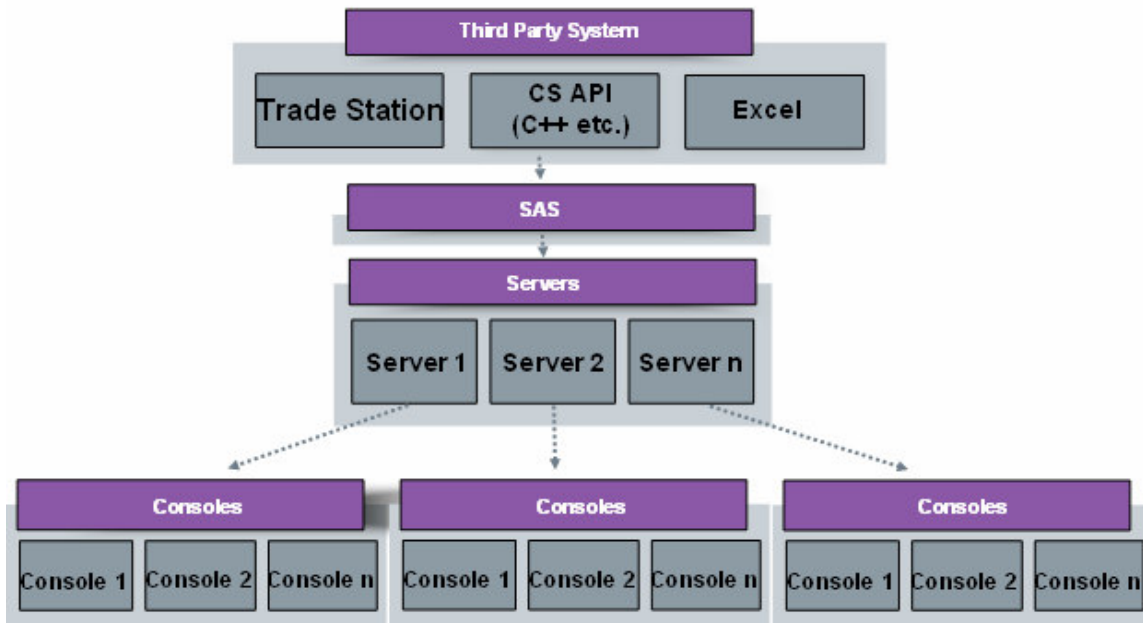 Third Party System
Trade Station
CS API
(C++ etc.)
Excel
SAS
Servers
Server 1
Server 2
Server n
Consoles
Consoles
Consoles
Console 1
Console 2
Console n
Console 1
Console 2
Console n
Console 1
Console 2
Console n